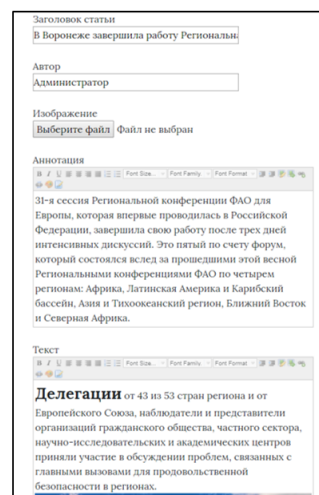 Заголовок статьи
В Воронеже завершила работу Региональн
Автор
Администратор
Изображение
Выберите файл Файл не выбран
Аннотация
B I U Font Size... Font Family Font Format
31-я сессия Региональной конференции ФАО для
Европы, которая впервые проводилась в Российской
Федерации, завершила свою работу после трех дней
интенсивных дискуссий. Это пятый по счету форум,
который состоялся вслед за прошедшими этой весной
Региональными конференциями ФАО по четырем
регионам: Африка, Латинская Америка и Карибский
бассейн, Азия и Тихоокеанский регион, Ближний Восток
и Северная Африка.
Текст
B I U Font Size... Font Family Font Format
Делегации от 43 из 53 стран региона и от
Европейского Союза, наблюдатели и представители
организаций гражданского общества, частного сектора,
научно-исследовательских и академических центров
приняли участие в обсуждении проблем, связанных с
главными вызовами для продовольственной
безопасности в регионах.